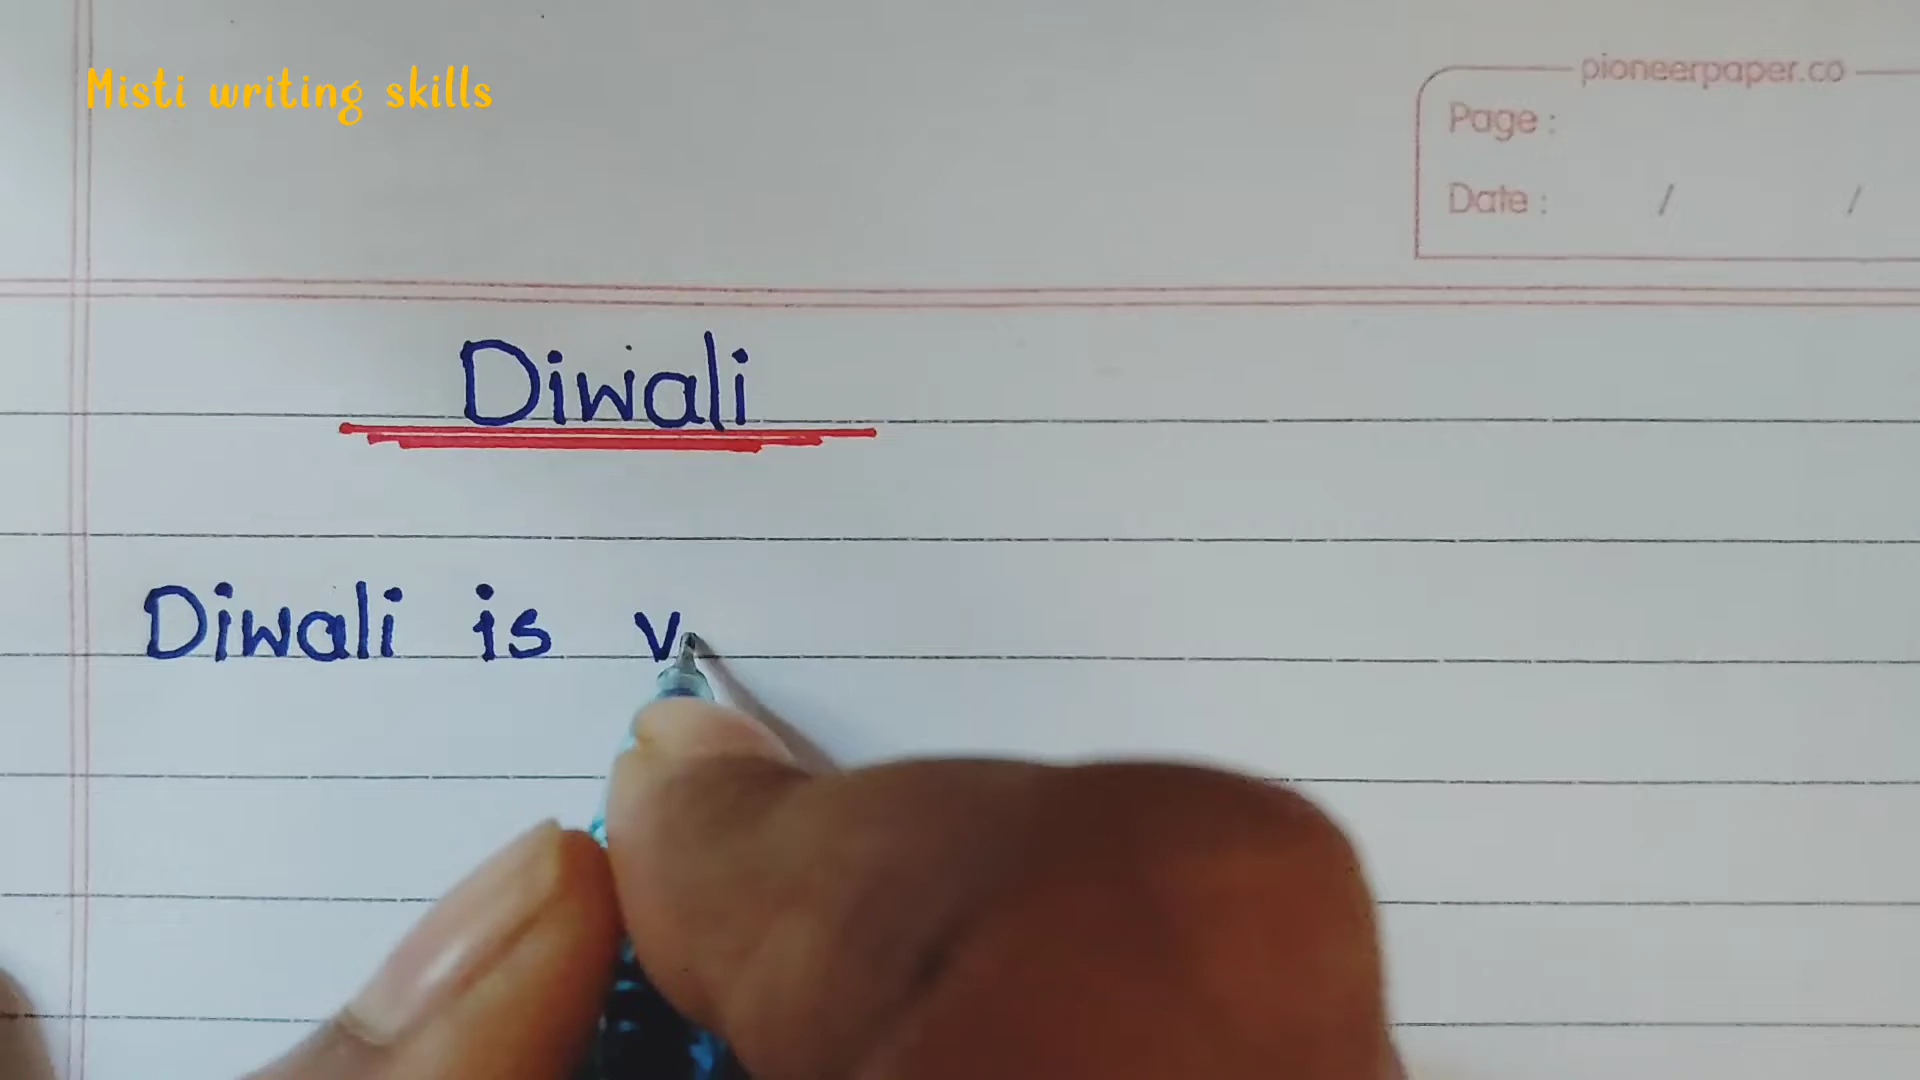 Misti writing skills
pioneerpaper.co
Page :
Date : / /
Diwali
Diwali is v